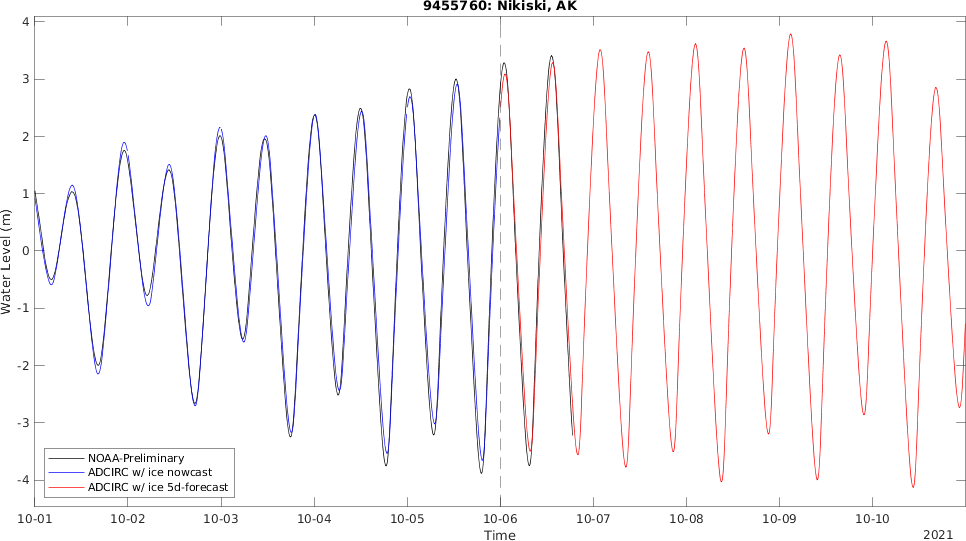 9455760: Nikiski, AK
4
3
2
1
0
-1
-2
-3
-4
Water Level (m)
NOAA-Preliminary
ADCIRC w/ ice nowcast
ADCIRC w/ ice 5d-forecast
10-01 10-02 10-03 10-04 10-05 10-06 10-07 10-08 10-09 10-10
Time
2021